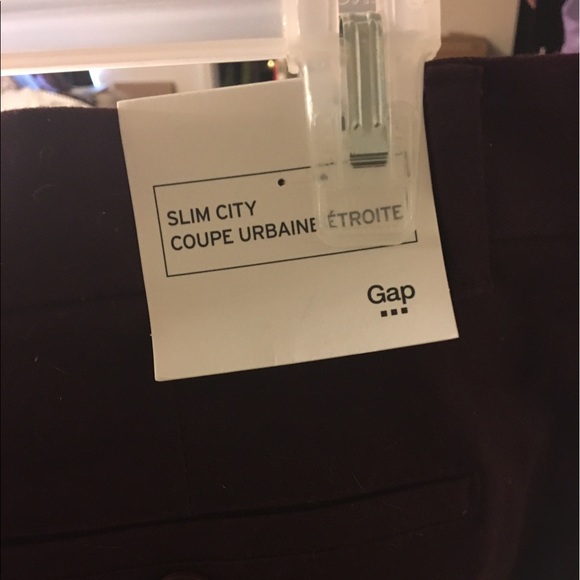 SLIM CITY
COUPE URBAINE ÉTROITE
Gap